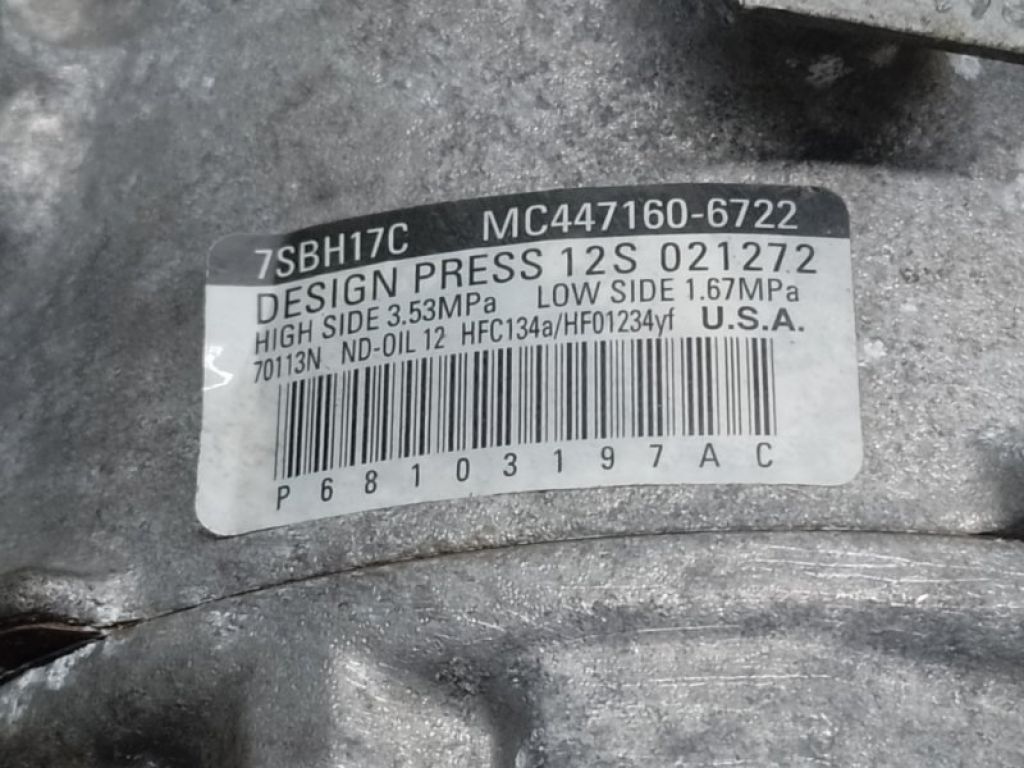 7SBH17C MC447160-6722
DESIGN PRESS 12S 021272
HIGH SIDE 3.53MPa LOW SIDE 1.67MPa
70113N ND-OIL 12 HFC134a/HF01234yf U.S.A.
P68103197AC